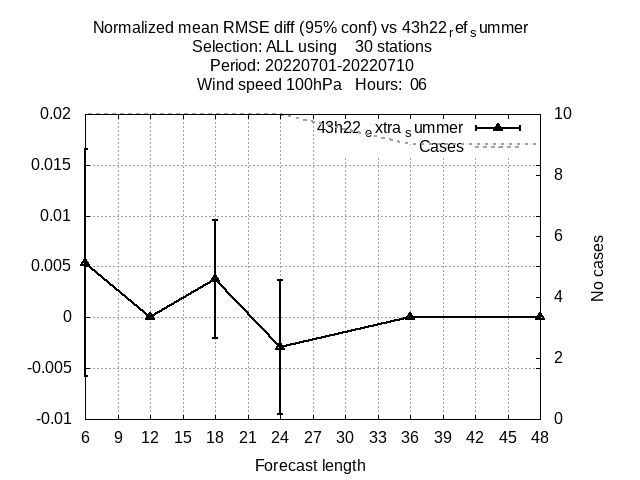 Normalized mean RMSE diff (95% conf) vs 43h22refsummer
Selection: ALL using 30 stations
Period: 20220701-20220710
Wind speed 100hPa Hours: 06
43h22extrasummer
Cases
0.02
0.015
0.01
0.005
0
-0.005
-0.01
10
8
6
4
2
0
No cases
6 9 12 15 18 21 24 27 30 33 36 39 42 45 48
Forecast length